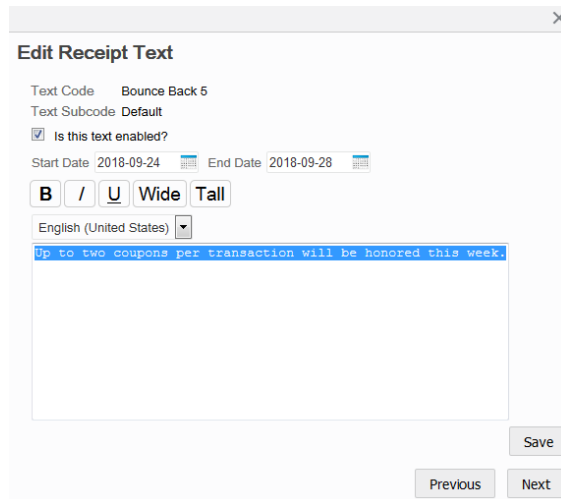 Edit Receipt Text
Text Code Bounce Back 5
Text Subcode Default
Is this text enabled?
Start Date 2018-09-24 End Date 2018-09-28
B I U Wide Tall
English (United States)
Up to two coupons per transaction will be honored this week.
Save
Previous Next